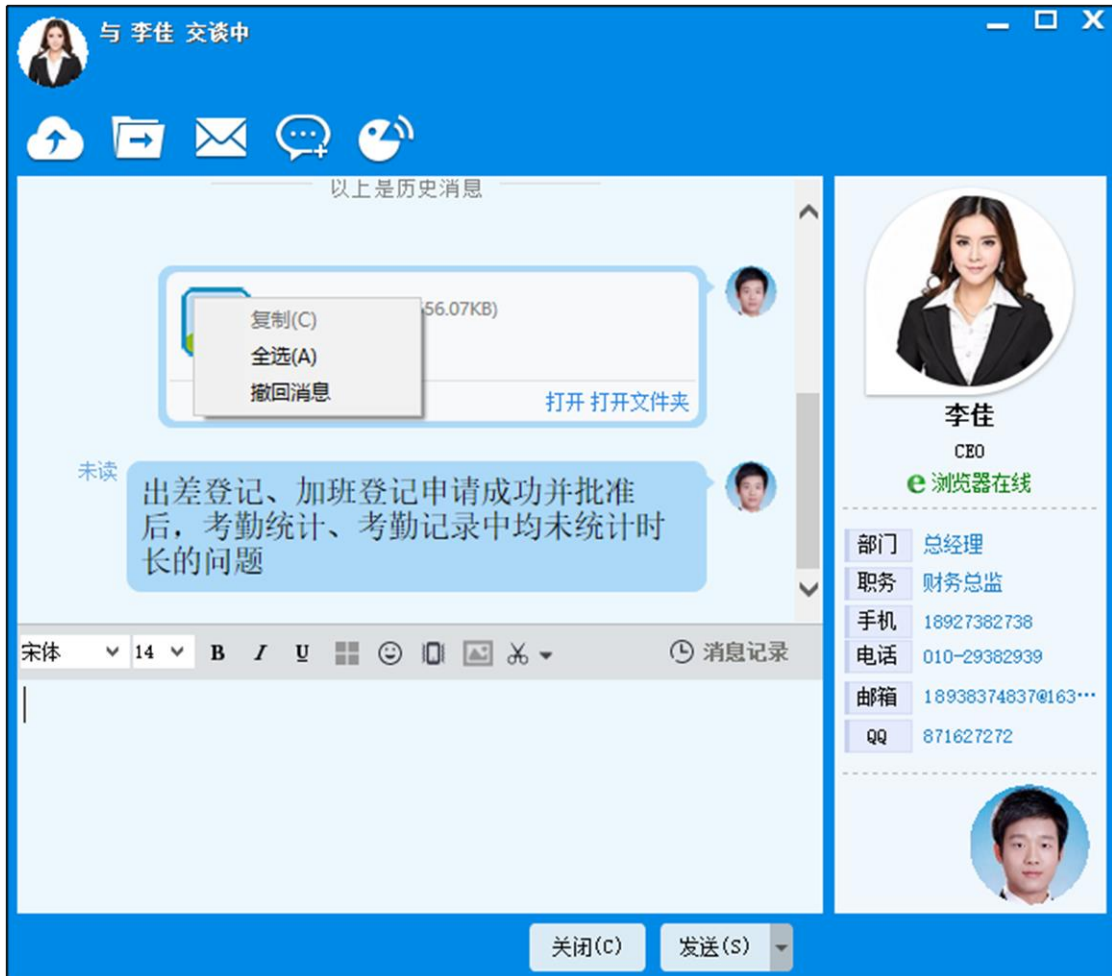 与 李佳 交谈中
以上是历史消息
56.07KB)
复制(C)
全选(A)
撤回消息
打开 打开文件夹
未读
出差登记、加班登记申请成功并批准
后，考勤统计、考勤记录中均未统计时
长的问题
宋体 14 B I U 消息记录
关闭(C) 发送(S)
李佳
CEO
浏览器在线
部门 总经理
职务 财务总监
手机 18927382738
电话 010-29382939
邮箱 18938374837@163···
QQ 871627272